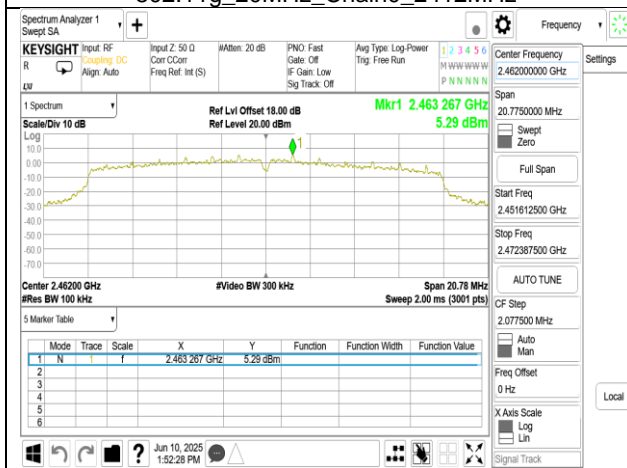 Spectrum Analyzer 1
Swept SA
+
Frequency
KEYSIGHT
R
Input: RF
Coupling: DC
Align: Auto
Input Z: 50 Ω
Corr CCorr
Freq Ref: Int (S)
#Atten: 20 dB
PNO: Fast
Gate: Off
IF Gain: Low
Sig Track: Off
Avg Type: Log-Power
Trig: Free Run
1 2 3 4 5 6
M W W W W W
P N N N N N
1 Spectrum
Scale/Div 10 dB
Ref Lvl Offset 18.00 dB
Ref Level 20.00 dBm
Mkr1 2.463 267 GHz
5.29 dBm
Log
10.0
0.00
-10.0
-20.0
-30.0
-40.0
-50.0
-60.0
-70.0
1
Center 2.46200 GHz
#Res BW 100 kHz
#Video BW 300 kHz
Span 20.78 MHz
Sweep 2.00 ms (3001 pts)
5 Marker Table
Mode Trace Scale X Y Function Function Width Function Value
1 N 1 f 2.463 267 GHz 5.29 dBm
2
3
4
5
6
Jun 10, 2025
1:52:28 PM
Center Frequency
2.462000000 GHz
Settings
Span
20.7750000 MHz
Swept
Zero
Full Span
Start Freq
2.451612500 GHz
Stop Freq
2.472387500 GHz
AUTO TUNE
CF Step
2.077500 MHz
Auto
Man
Freq Offset
0 Hz
Local
X Axis Scale
Log
Lin
Signal Track